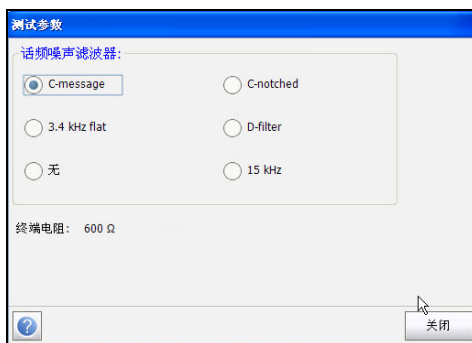 测试参数
话频噪声滤波器:
C-message
C-notched
3.4 kHz flat
D-filter
无
15 kHz
终端电阻: 600 Ω
?
关闭